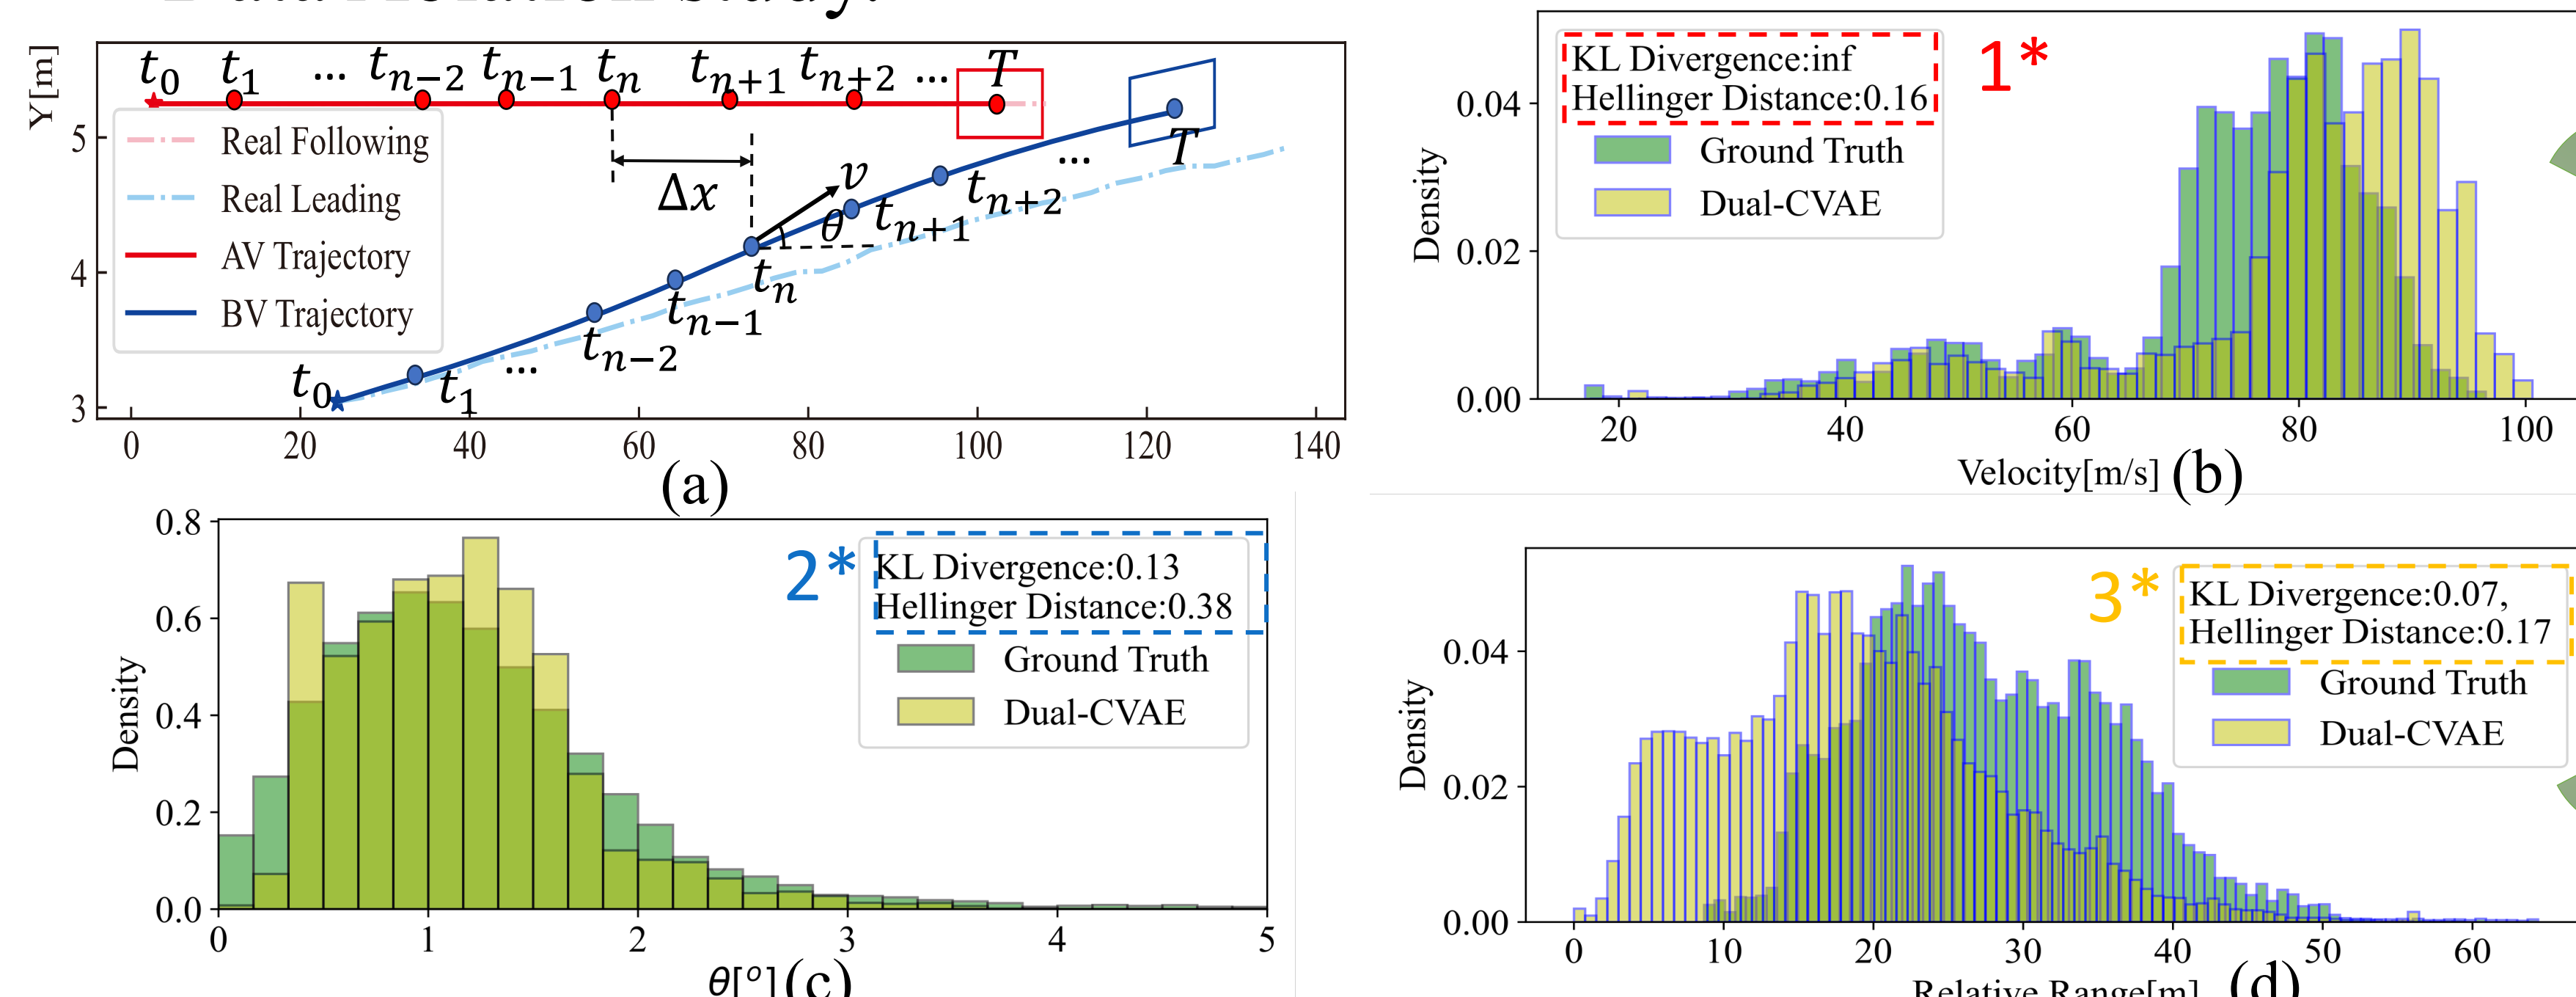 Y[m]
t₀ t₁ ... tₙ₋₂ tₙ₋₁ tₙ tₙ₊₁ tₙ₊₂ ... T
5
4
3
Real Following
Real Leading
AV Trajectory
BV Trajectory
Δx
v
θ
T
...
tₙ₊₂
tₙ₊₁
tₙ
tₙ₋₁
tₙ₋₂
...
t₁
t₀
0 20 40 60 80 100 120 140
(a)
KL Divergence:inf
Hellinger Distance:0.16
1*
Ground Truth
Dual-CVAE
Density
0.04
0.02
0.00
20 40 60 80 100
Velocity[m/s] (b)
0.8
0.6
0.4
0.2
0.0
Density
2*
KL Divergence:0.13
Hellinger Distance:0.38
Ground Truth
Dual-CVAE
0 1 2 3 4 5
θ[°] (c)
3*
KL Divergence:0.07,
Hellinger Distance:0.17
Ground Truth
Dual-CVAE
Density
0.04
0.02
0.00
0 10 20 30 40 50 60
Relative Range[m] (d)